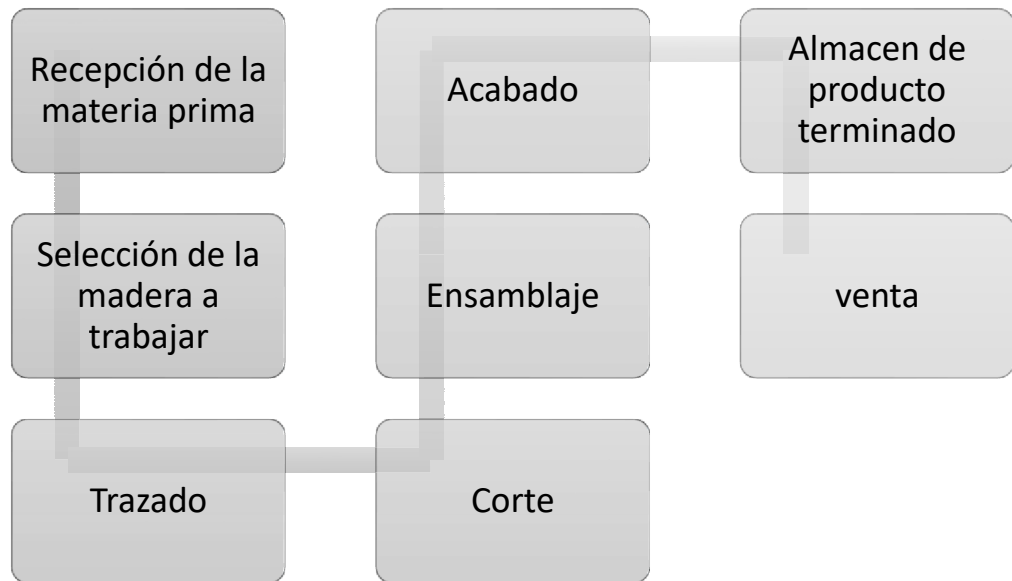 Recepción de la
materia prima
Selección de la
madera a
trabajar
Trazado
Corte
Ensamblaje
Acabado
Almacen de
producto
terminado
venta